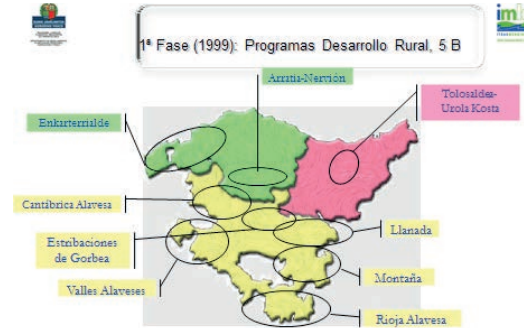 1ª Fase (1999): Programas Desarrollo Rural, 5 B
Arratia-Nervión
Tolosaldea-
Urola Kosta
Enkarterrialde
Cantábrica Alavesa
Estribaciones
de Gorbea
Llanada
Valles Alaveses
Montaña
Rioja Alavesa